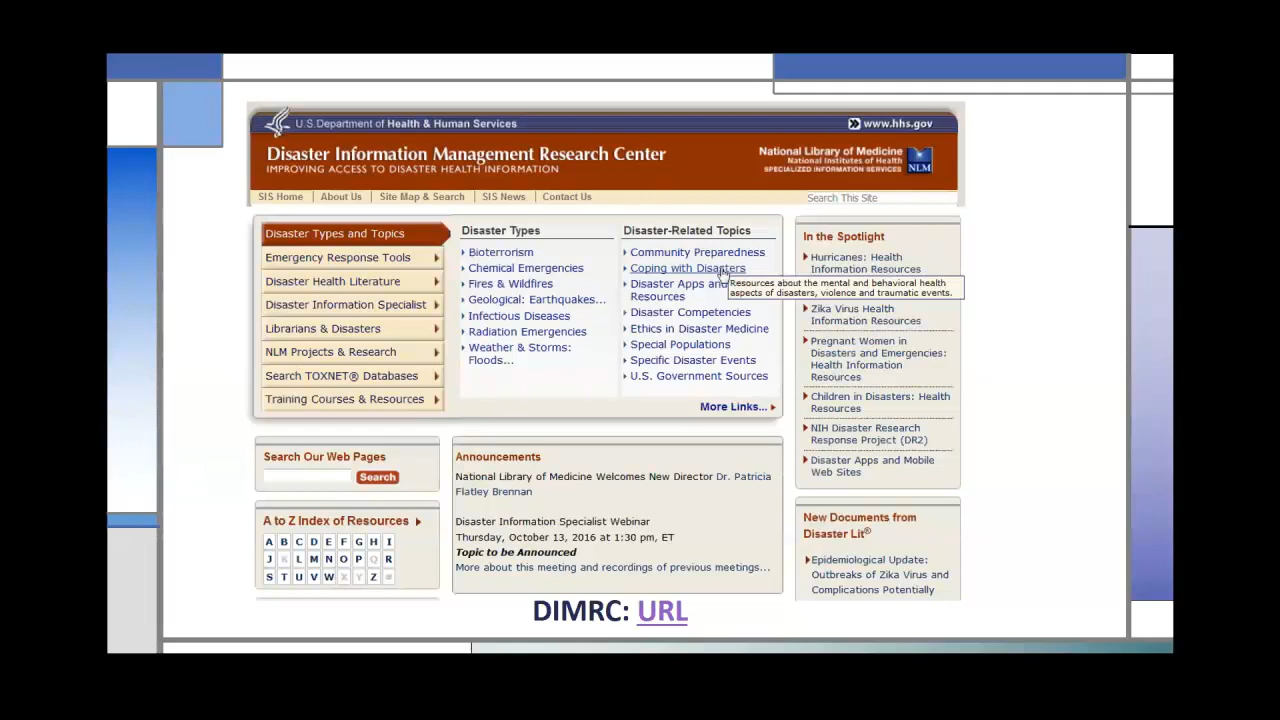 U.S.Department of Health & Human Services
www.hhs.gov
Disaster Information Management Research Center
IMPROVING ACCESS TO DISASTER HEALTH INFORMATION
National Library of Medicine
National Institutes of Health
SPECIALIZED INFORMATION SERVICES
NLM
SIS Home
About Us
Site Map & Search
SIS News
Contact Us
Search This Site
Disaster Types and Topics
Emergency Response Tools
Disaster Health Literature
Disaster Information Specialist
Librarians & Disasters
NLM Projects & Research
Search TOXNET® Databases
Training Courses & Resources
Disaster Types
Bioterrorism
Chemical Emergencies
Fires & Wildfires
Geological: Earthquakes...
Infectious Diseases
Radiation Emergencies
Weather & Storms:
Floods...
Disaster-Related Topics
Community Preparedness
Coping with Disasters
Disaster Apps and
Resources
Disaster Competencies
Ethics in Disaster Medicine
Special Populations
Specific Disaster Events
U.S. Government Sources
More Links...
Resources about the mental and behavioral health
aspects of disasters, violence and traumatic events.
In the Spotlight
Hurricanes: Health
Information Resources
Zika Virus Health
Information Resources
Pregnant Women in
Disasters and Emergencies:
Health Information
Resources
Children in Disasters: Health
Resources
NIH Disaster Research
Response Project (DR2)
Disaster Apps and Mobile
Web Sites
Search Our Web Pages
Search
A to Z Index of Resources
A B C D E F G H I
J K L M N O P Q R
S T U V W X Y Z #
Announcements
National Library of Medicine Welcomes New Director Dr. Patricia
Flatley Brennan
Disaster Information Specialist Webinar
Thursday, October 13, 2016 at 1:30 pm, ET
Topic to be Announced
More about this meeting and recordings of previous meetings...
New Documents from
Disaster Lit®
Epidemiological Update:
Outbreaks of Zika Virus and
Complications Potentially
DIMRC: URL